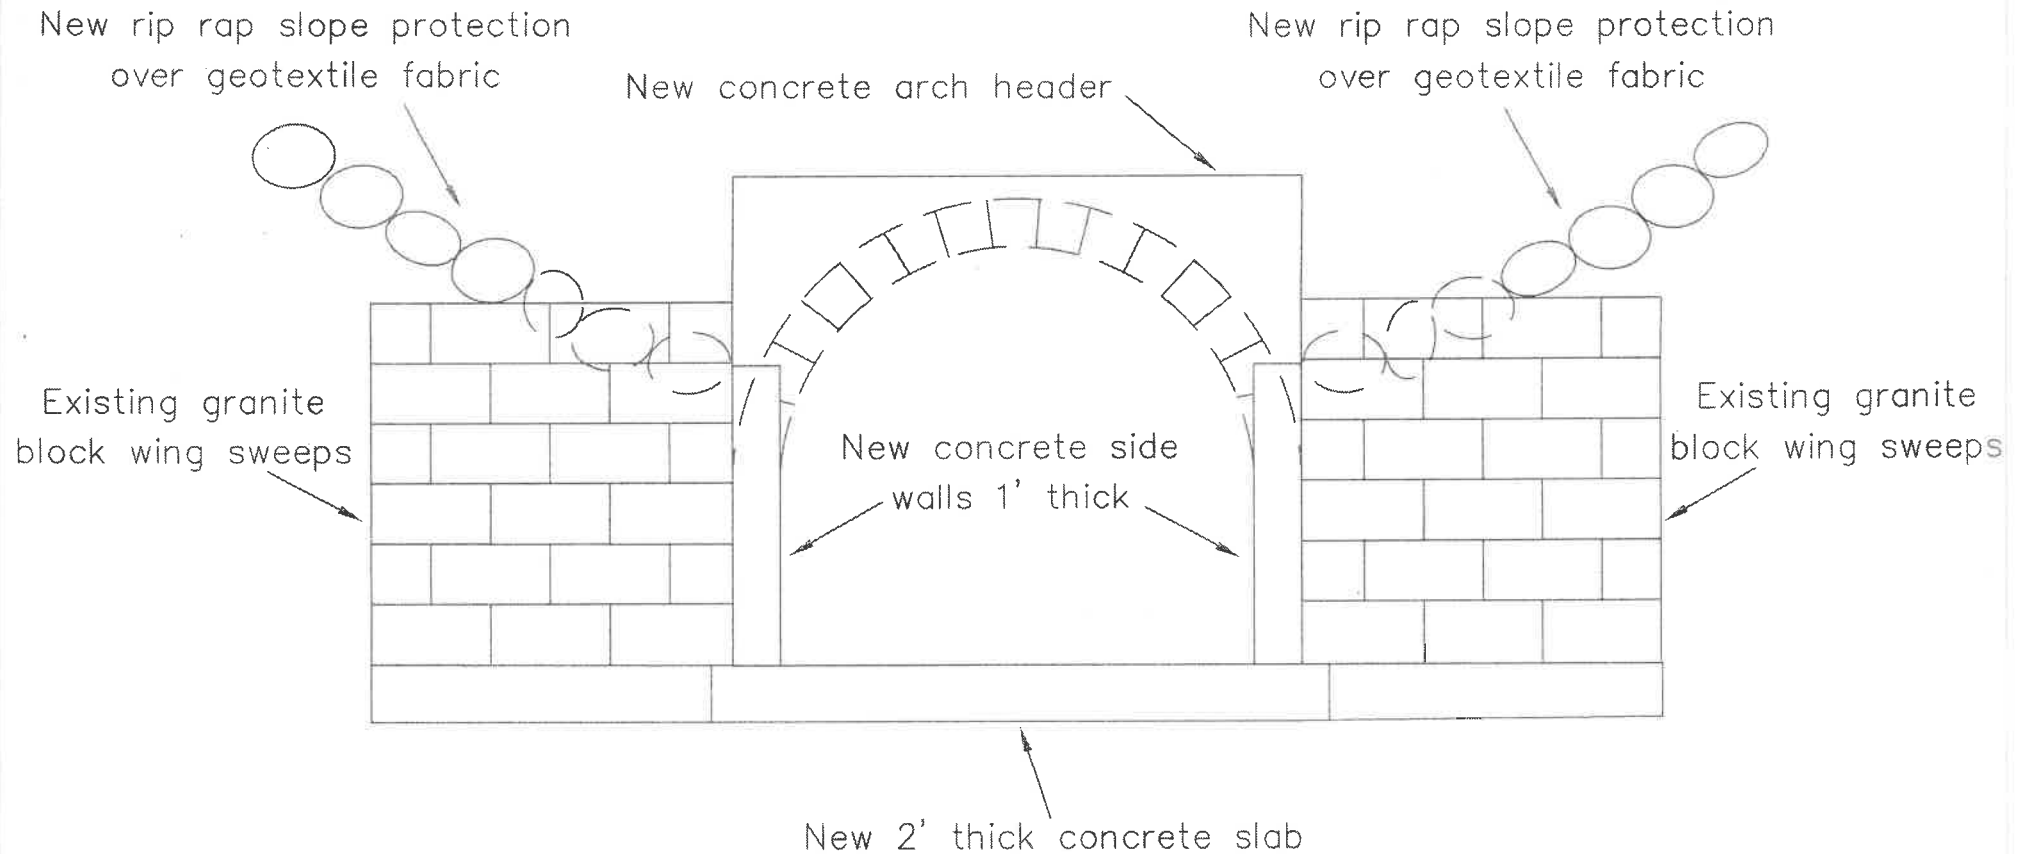 New rip rap slope protection
over geotextile fabric
New concrete arch header
New rip rap slope protection
over geotextile fabric
Existing granite
block wing sweeps
New concrete side
walls 1' thick
Existing granite
block wing sweeps
New 2' thick concrete slab